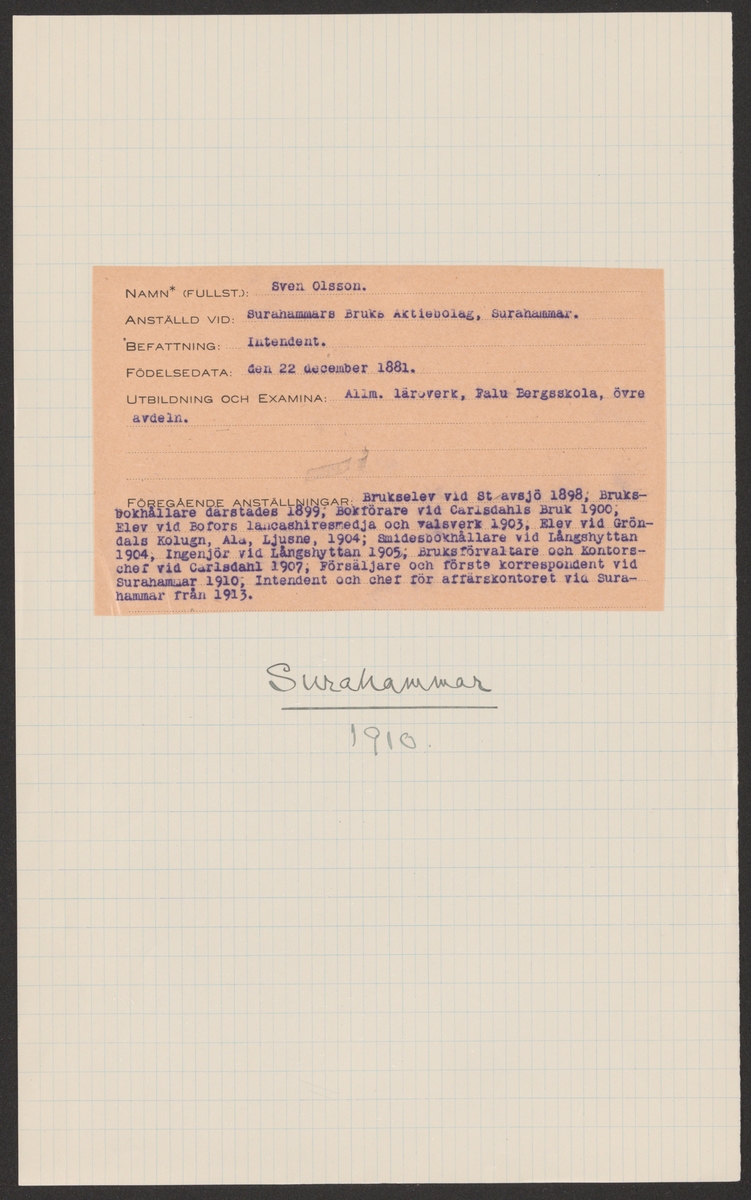 NAMN* (FULLST.): Sven Olsson.
ANSTÄLLD VID: Surahammars Bruks Aktiebolag, Surahammar.
BEFATTNING: Intendent.
FÖDELSEDATA: den 22 december 1881.
UTBILDNING OCH EXAMINA: Allm. läroverk, Falu Bergsskola, övre
avdeln.
FÖREGÅENDE ANSTÄLLNINGAR: Brukselev vid Stavsjö 1898; Bruks-
bokhållare därstädes 1899; Bokförare vid Carlsdahls Bruk 1900;
Elev vid Bofors lancashiresmedja och valsverk 1903; Elev vid Grön-
dals Kolugn, Ala, Ljusne, 1904; Smidesbokhållare vid Långshyttan
1904; Ingenjör vid Långshyttan 1905; Bruksförvaltare och Kontors-
chef vid Carlsdahl 1907; Försäljare och förste korrespondent vid
Surahammar 1910; Intendent och chef för affärskontoret vid Sura-
hammar från 1913.
Surahammar
1910.